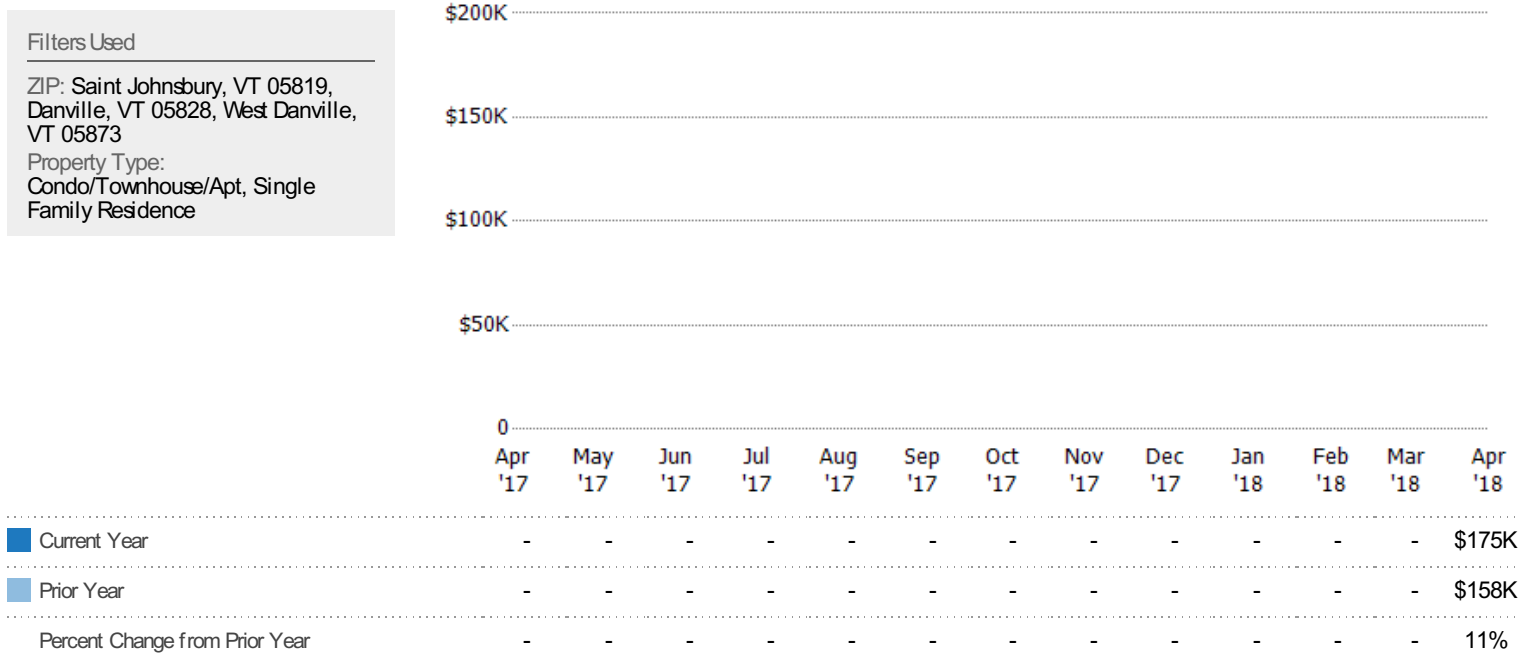 Filters Used
ZIP: Saint Johnsbury, VT 05819,
Danville, VT 05828, West Danville,
VT 05873
Property Type:
Condo/Townhouse/Apt, Single
Family Residence
$200K
$150K
$100K
$50K
0
Apr '17 May '17 Jun '17 Jul '17 Aug '17 Sep '17 Oct '17 Nov '17 Dec '17 Jan '18 Feb '18 Mar '18 Apr '18
Current Year - - - - - - - - - - - - $175K
Prior Year - - - - - - - - - - - - $158K
Percent Change from Prior Year - - - - - - - - - - - - 11%